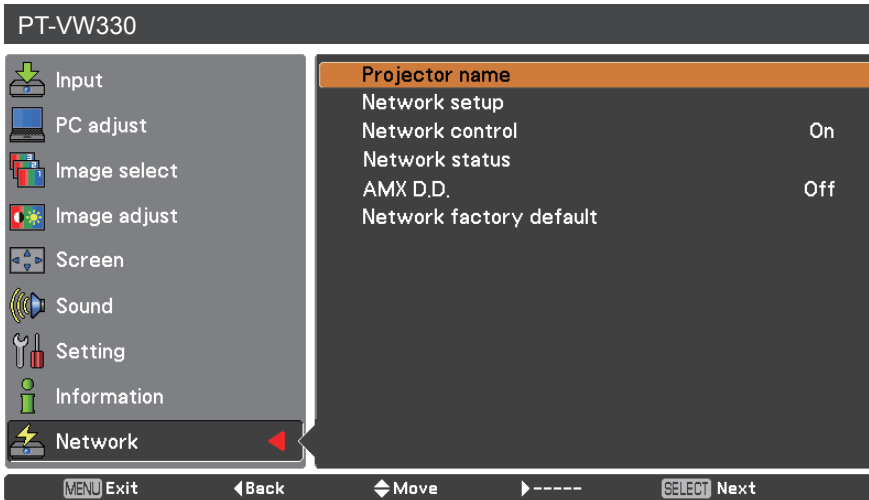 PT-VW330
Input
PC adjust
Image select
Image adjust
Screen
Sound
Setting
Information
Network
Projector name
Network setup
Network control On
Network status
AMX D.D. Off
Network factory default
MENU Exit Back Move ----- SELECT Next